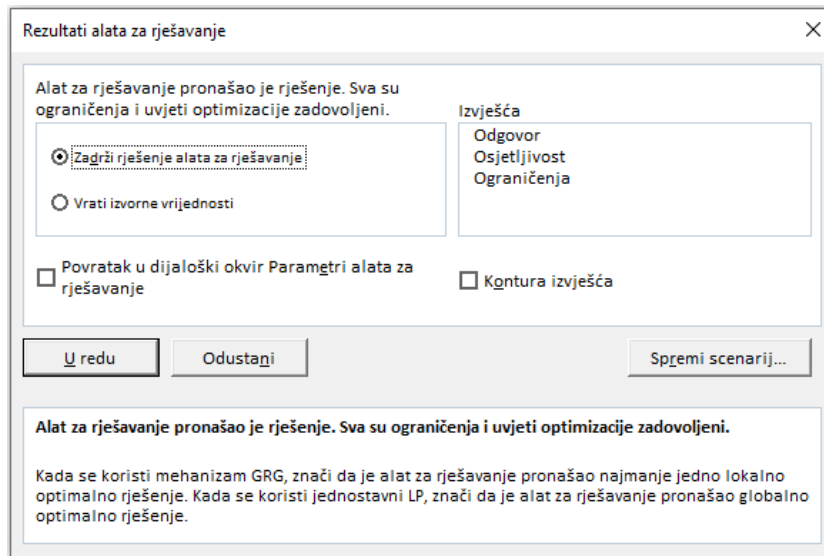 Rezultati alata za rješavanje
Alat za rješavanje pronašao je rješenje. Sva su
ograničenja i uvjeti optimizacije zadovoljeni.
Zadrži rješenje alata za rješavanje
Vrati izvorne vrijednosti
Izvješća
Odgovor
Osjetljivost
Ograničenja
Povratak u dijaloški okvir Parametri alata za
rješavanje
Kontura izvješća
U redu
Odustani
Spremi scenarij...
Alat za rješavanje pronašao je rješenje. Sva su ograničenja i uvjeti optimizacije zadovoljeni.
Kada se koristi mehanizam GRG, znači da je alat za rješavanje pronašao najmanje jedno lokalno
optimalno rješenje. Kada se koristi jednostavni LP, znači da je alat za rješavanje pronašao globalno
optimalno rješenje.